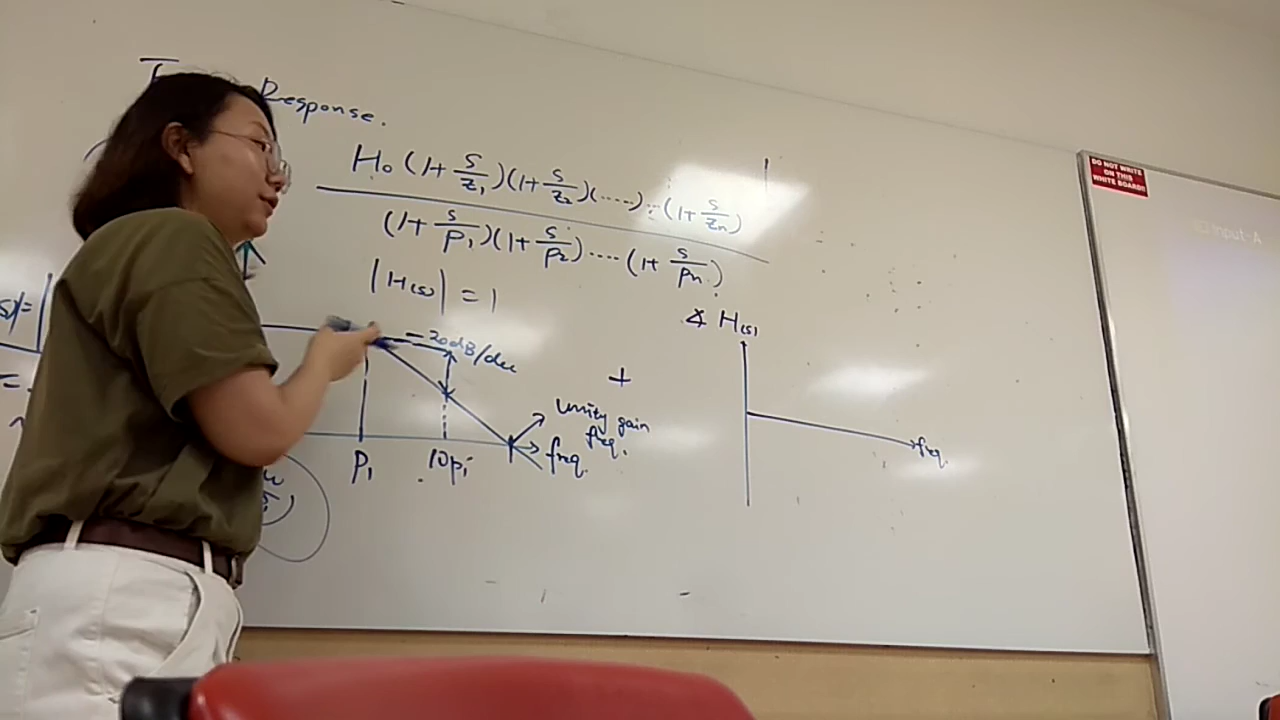 Response.
H₀(1+s/z₁)(1+s/z₂)(.....)...(1+s/zn)
(1+s/p₁)(1+s/p₂)....(1+s/pn)
|H(s)| = 1
∡ H(s)
-20dB/dec
+
unity gain
freq.
freq.
freq.
P₁
10p₁
DO NOT WRITE
ON THIS
WHITE BOARD
Input-A